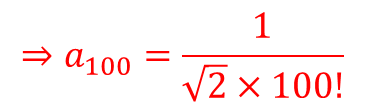 ⇒ a₁₀₀ = 1 / (√2 × 100!)